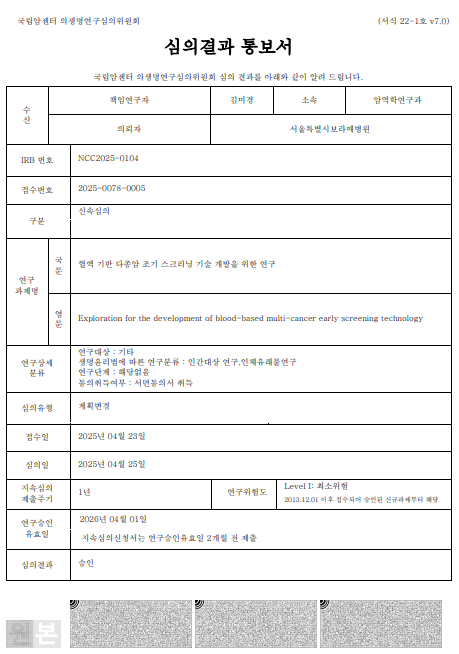 국립암센터 의생명연구심의위원회 (서식 22-1호 v7.0)
심의결과 통보서
국립암센터 의생명연구심의위원회 심의 결과를 아래와 같이 알려 드립니다.
수신 책임연구자 김미경 소속 암역학연구과
의뢰자 서울특별시보라매병원
IRB 번호 NCC2025-0104
접수번호 2025-0078-0005
구분 신속심의
연구과제명 국문 혈액 기반 다종암 조기 스크리닝 기술 개발을 위한 연구
영문 Exploration for the development of blood-based multi-cancer early screening technology
연구상세분류 연구대상 : 기타
생명윤리법에 따른 연구분류 : 인간대상 연구,인체유래물연구
연구단계 : 해당없음
동의취득여부 : 서면동의서 취득
심의유형 계획변경
접수일 2025년 04월 23일
심의일 2025년 04월 25일
지속심의 제출주기 1년 연구위험도 Level I: 최소위험
2013.12.01 이후 접수되어 승인된 신규과제부터 해당
연구승인 유효일 2026년 04월 01일
지속심의신청서는 연구승인유효일 2개월 전 제출
심의결과 승인
원본